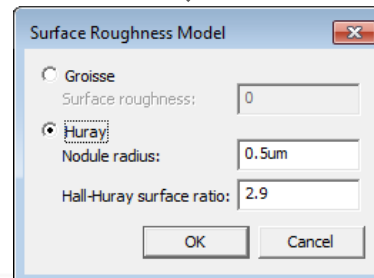 Surface Roughness Model
Groisse
Surface roughness: 0
Huray
Nodule radius: 0.5um
Hall-Huray surface ratio: 2.9
OK Cancel